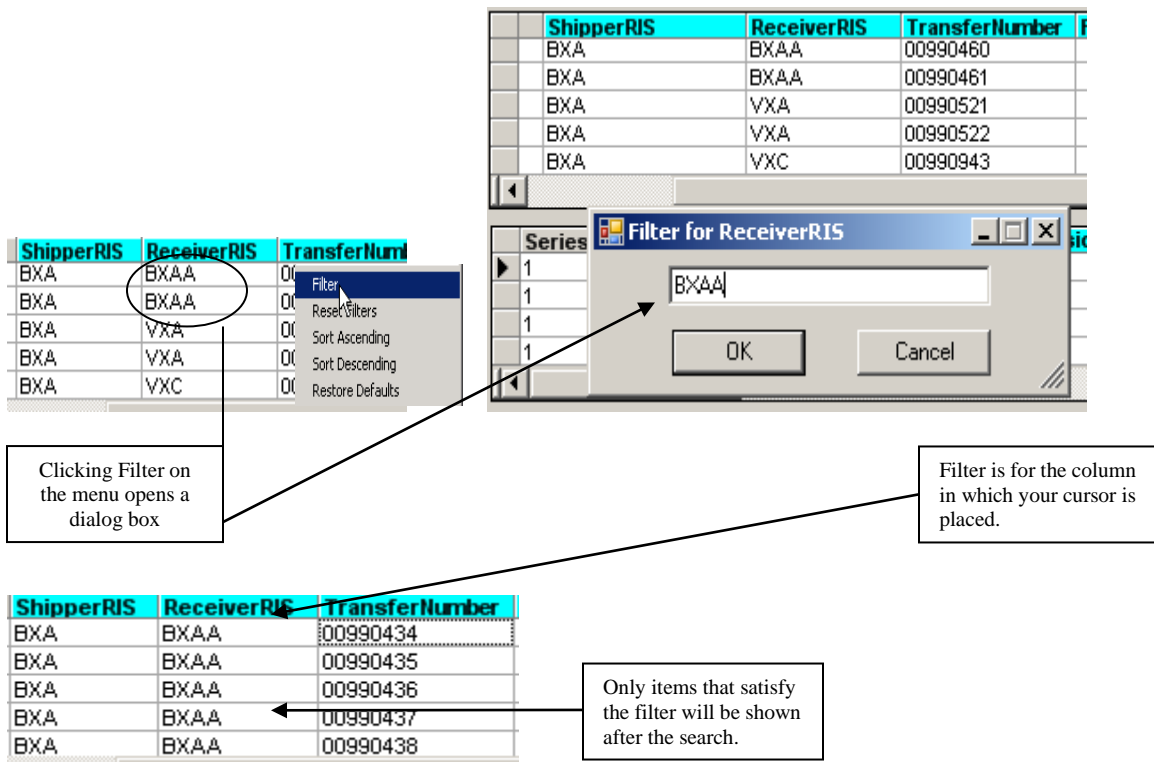 ShipperRIS ReceiverRIS TransferNumber
BXA BXAA 00990460
BXA BXAA 00990461
BXA VXA 00990521
BXA VXA 00990522
BXA VXC 00990943
Series
Filter for ReceiverRIS
1
1
1
1
BXAA
OK Cancel
ShipperRIS ReceiverRIS
BXA BXAA
BXA BXAA
BXA VXA
BXA VXA
BXA VXC
Filter
Reset Filters
Sort Ascending
Sort Descending
Restore Defaults
Clicking Filter on
the menu opens a
dialog box
Filter is for the column
in which your cursor is
placed.
ShipperRIS ReceiverRIS TransferNumber
BXA BXAA 00990434
BXA BXAA 00990435
BXA BXAA 00990436
BXA BXAA 00990437
BXA BXAA 00990438
Only items that satisfy
the filter will be shown
after the search.